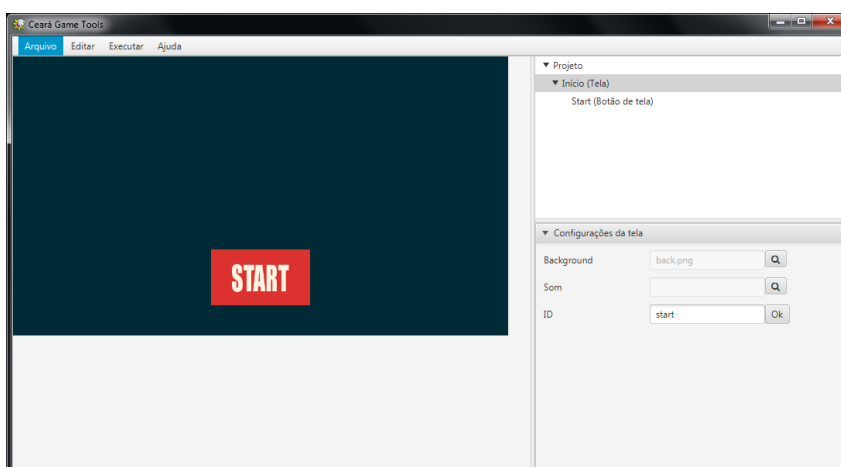 Ceará Game Tools
Arquivo Editar Executar Ajuda
START
Projeto
Início (Tela)
Start (Botão de tela)
Configurações da tela
Background back.png
Som
ID start Ok